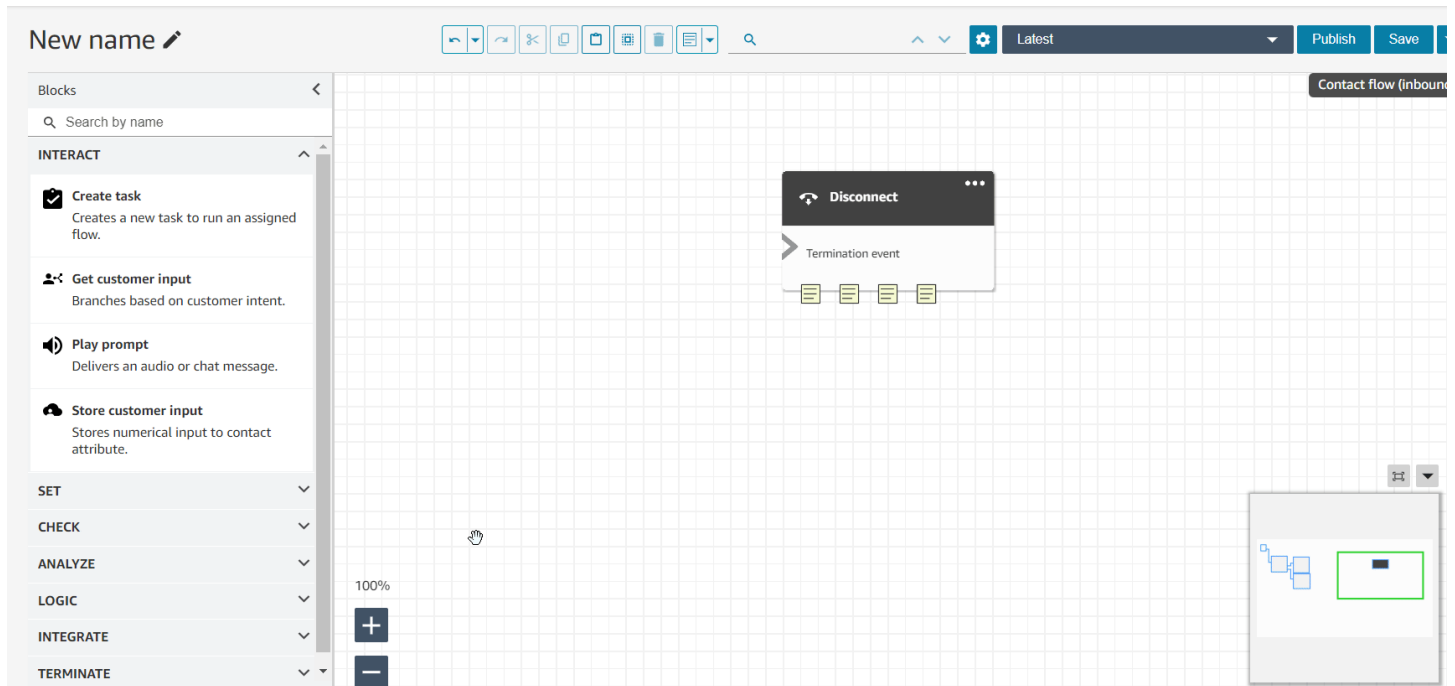 New name
Latest
Publish
Save
Contact flow (inbound
Blocks
Search by name
INTERACT
Create task
Creates a new task to run an assigned
flow.
Get customer input
Branches based on customer intent.
Play prompt
Delivers an audio or chat message.
Store customer input
Stores numerical input to contact
attribute.
SET
CHECK
ANALYZE
LOGIC
INTEGRATE
TERMINATE
Disconnect
Termination event
100%